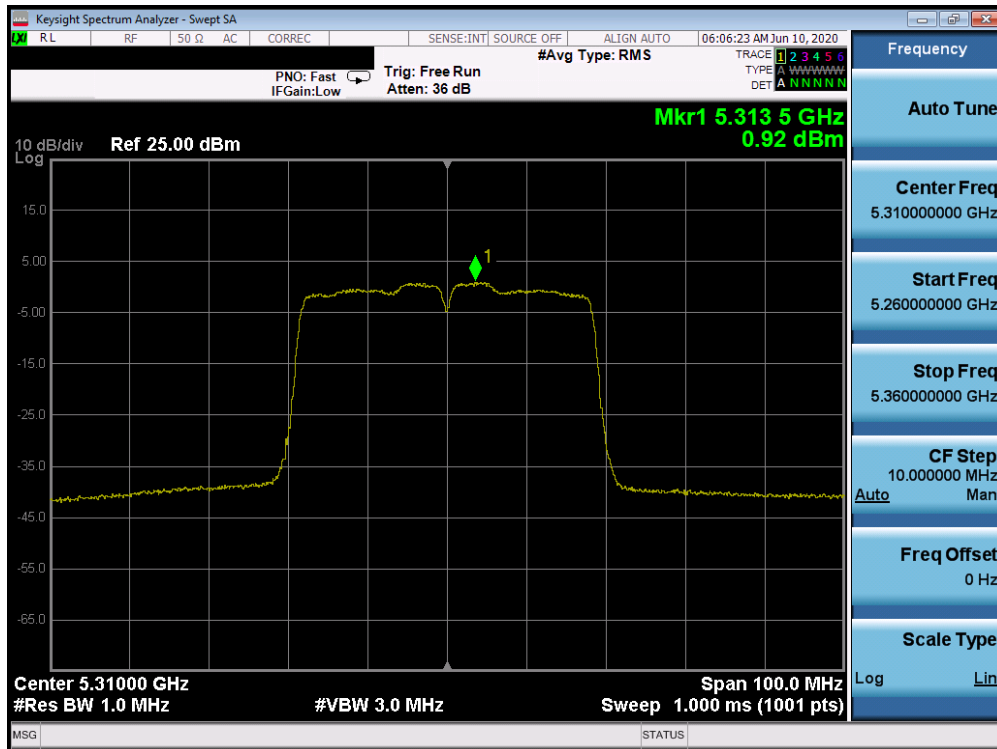 Keysight Spectrum Analyzer - Swept SA
LXI RL RF 50 Ω AC CORREC SENSE:INT SOURCE OFF ALIGN AUTO 06:06:23 AM Jun 10, 2020
#Avg Type: RMS
TRACE 1 2 3 4 5 6
PNO: Fast Trig: Free Run TYPE A WWWWW
IFGain:Low Atten: 36 dB DET A N N N N N
Mkr1 5.313 5 GHz
0.92 dBm
10 dB/div Ref 25.00 dBm
Log
15.0
1
5.00
-5.00
-15.0
-25.0
-35.0
-45.0
-55.0
-65.0
Center 5.31000 GHz Span 100.0 MHz
#Res BW 1.0 MHz #VBW 3.0 MHz Sweep 1.000 ms (1001 pts)
MSG STATUS
Frequency
Auto Tune
Center Freq
5.310000000 GHz
Start Freq
5.260000000 GHz
Stop Freq
5.360000000 GHz
CF Step
10.000000 MHz
Auto Man
Freq Offset
0 Hz
Scale Type
Log Lin